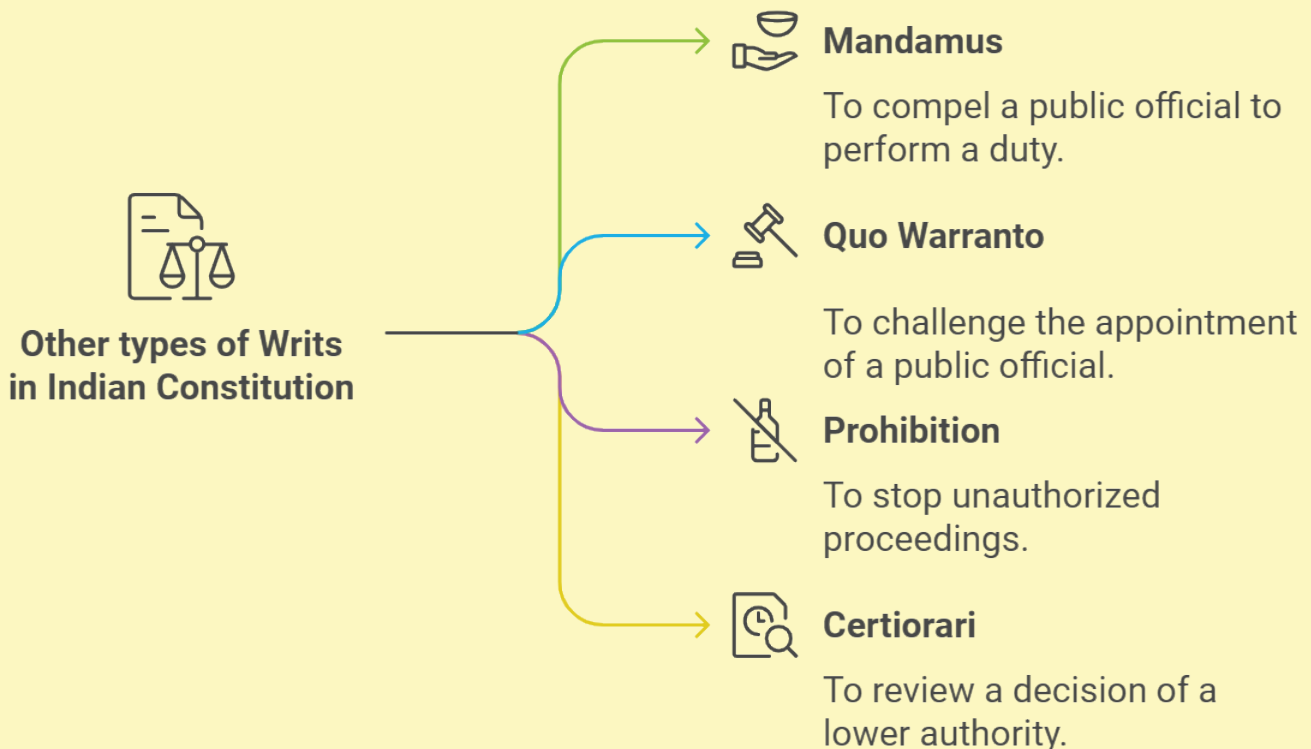 Other types of Writs
in Indian Constitution
Mandamus
To compel a public official to
perform a duty.
Quo Warranto
To challenge the appointment
of a public official.
Prohibition
To stop unauthorized
proceedings.
Certiorari
To review a decision of a
lower authority.